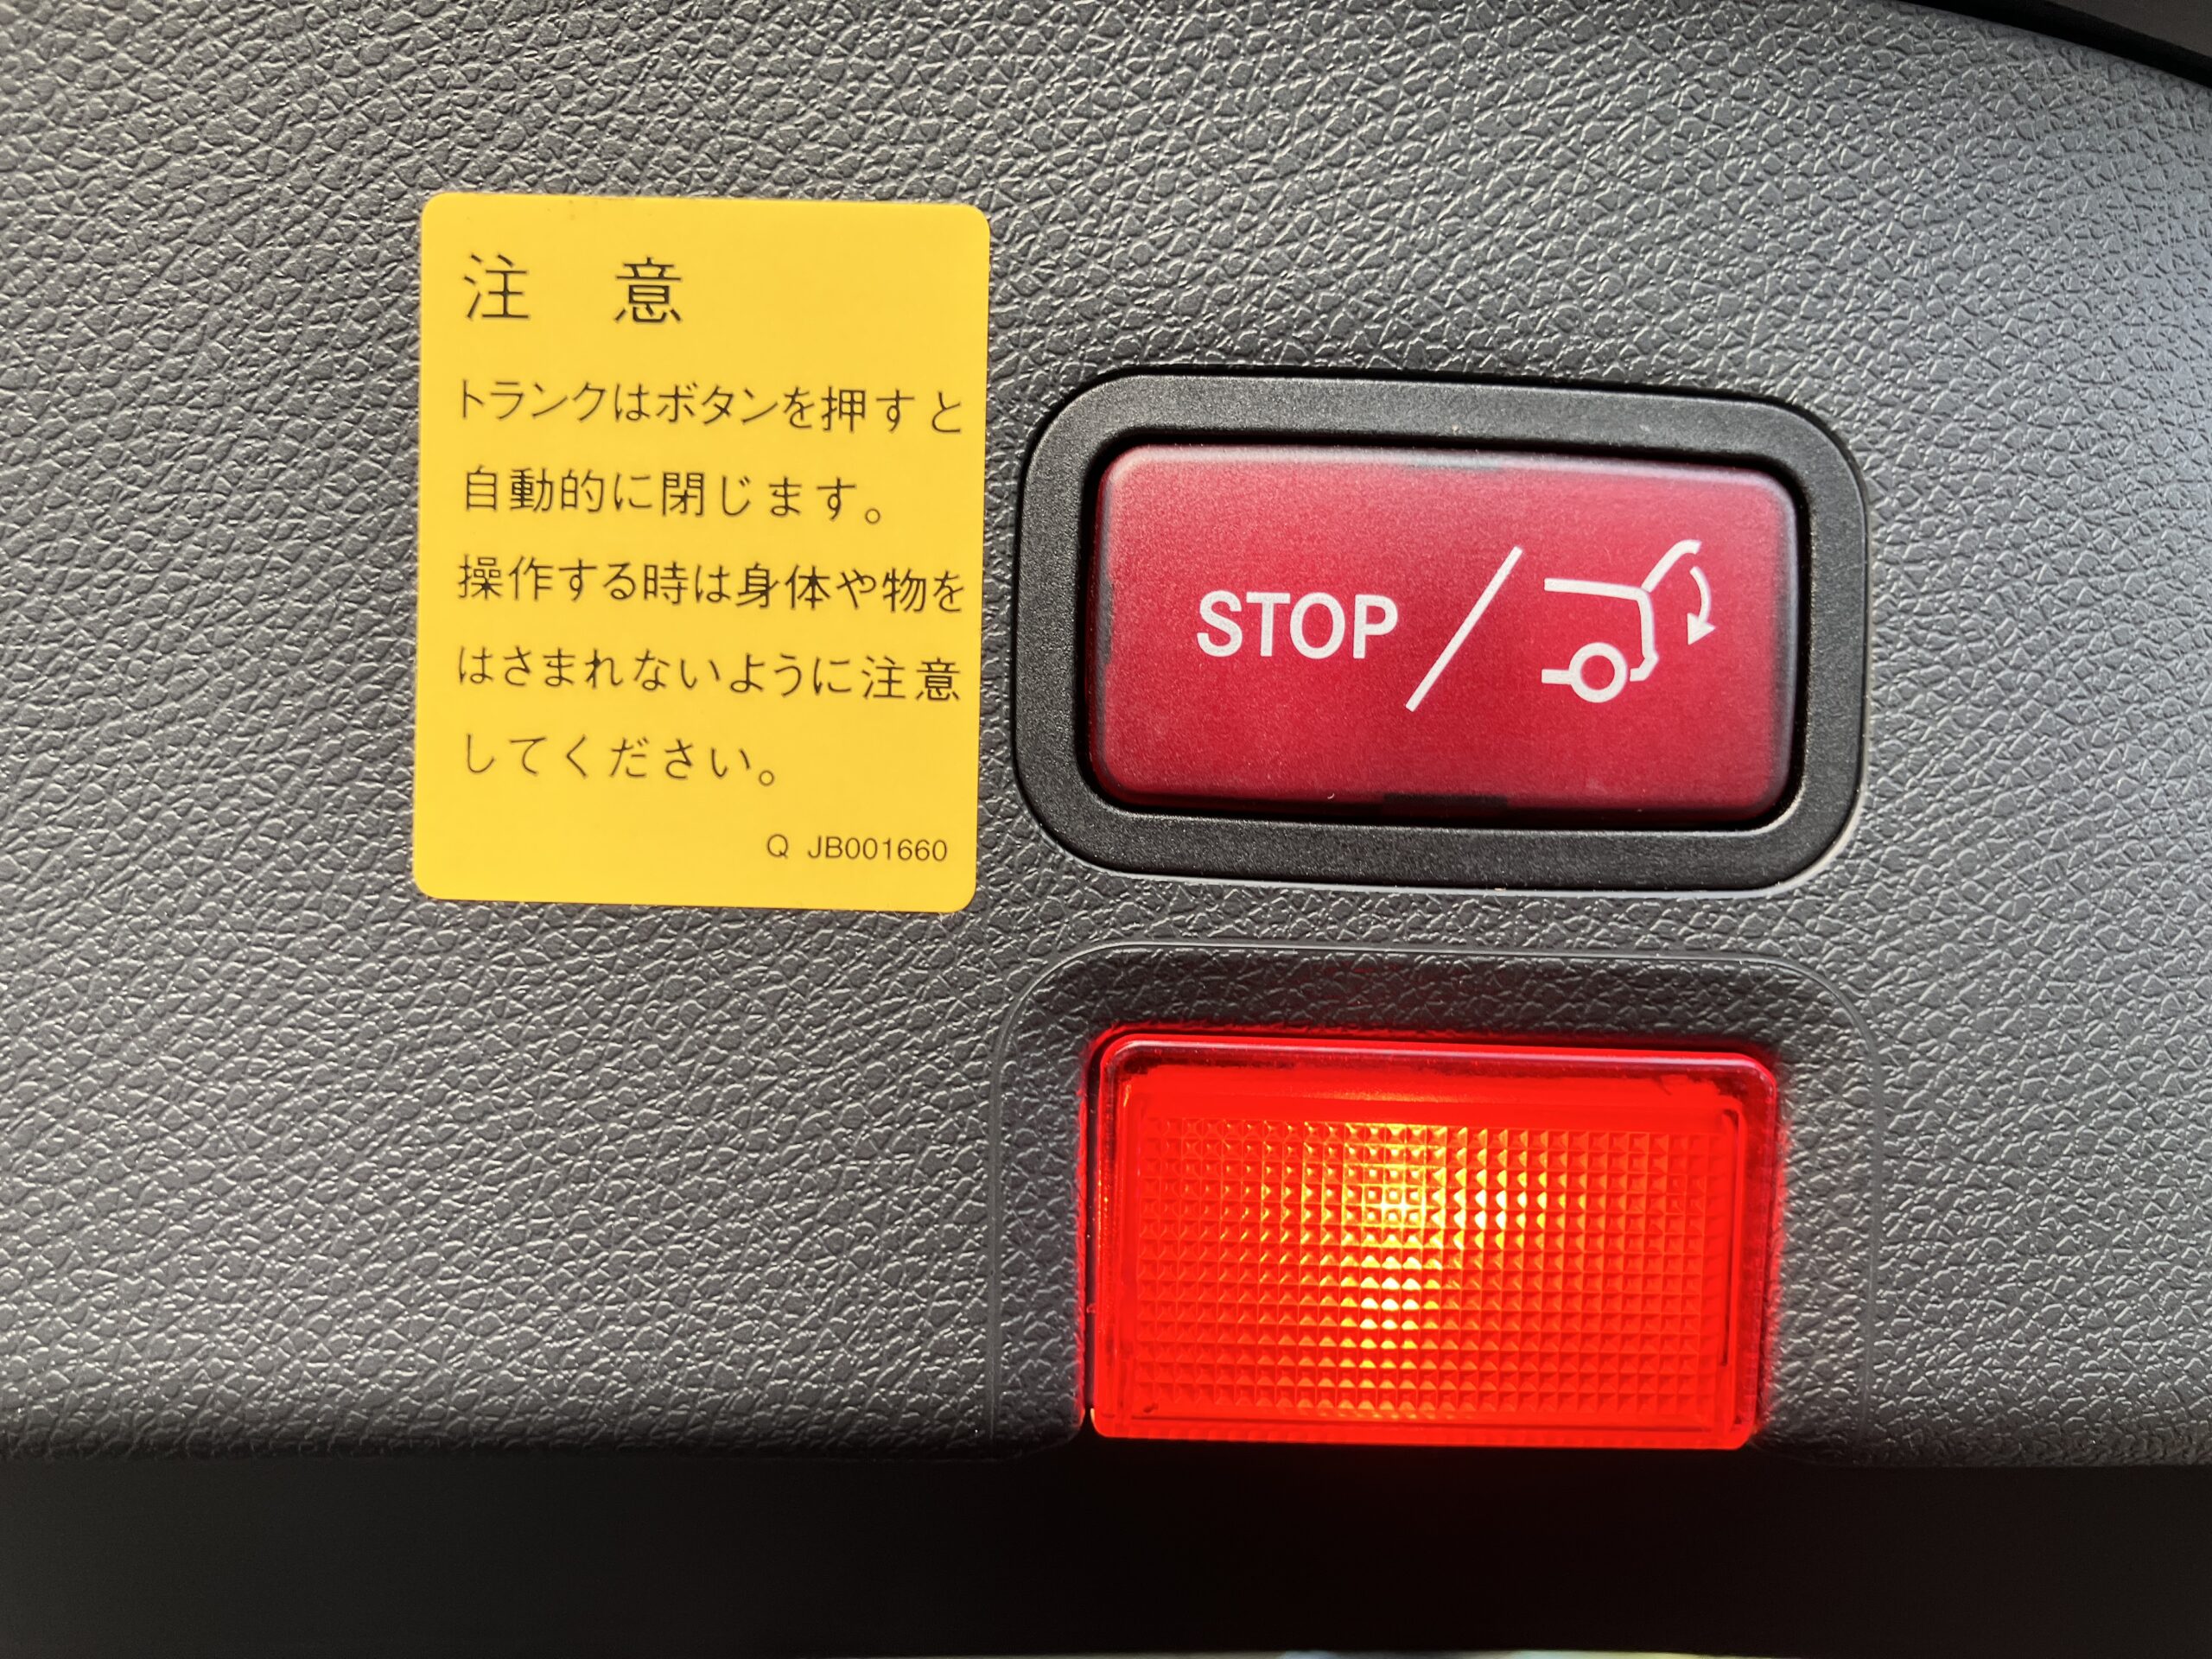 注 意
トランクはボタンを押すと
自動的に閉じます。
操作する時は身体や物を
はさまれないように注意
してください。
Q JB001660
STOP